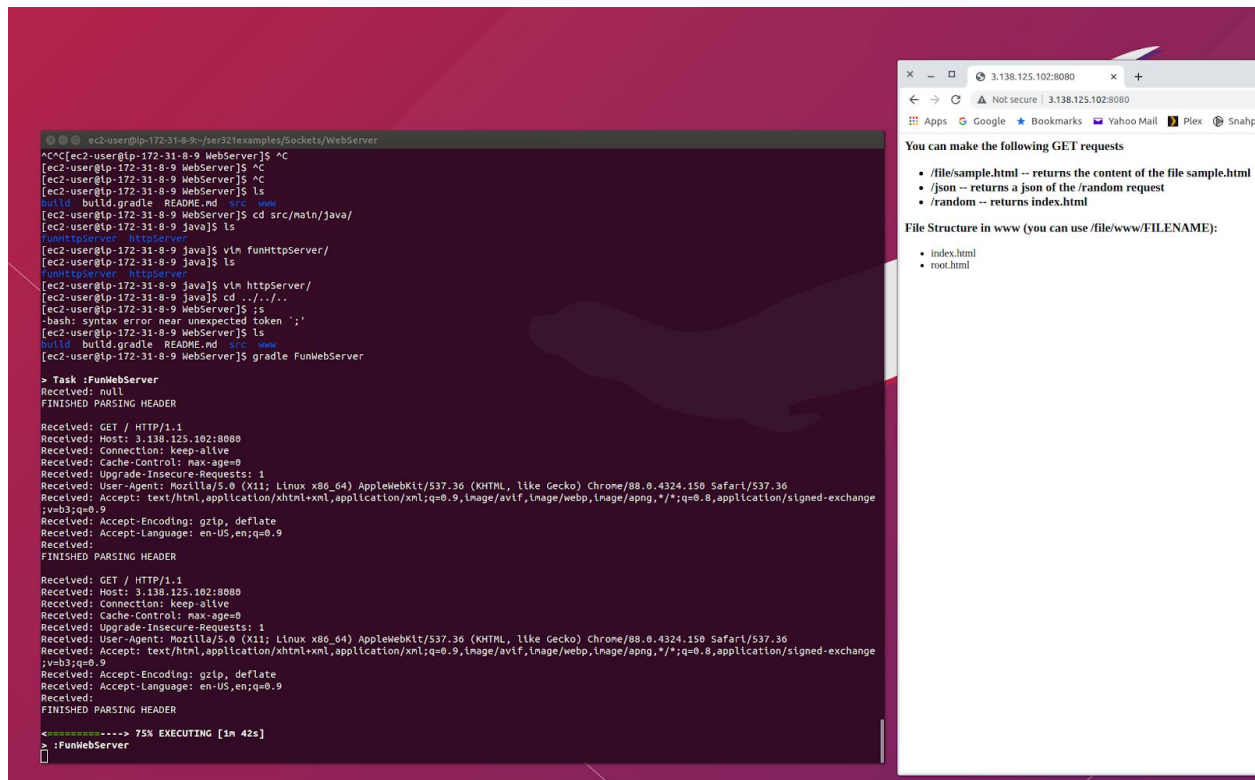 ec2-user@ip-172-31-8-9:~/ser321examples/Sockets/WebServer
^C^C[ec2-user@ip-172-31-8-9 WebServer]$ ^C
[ec2-user@ip-172-31-8-9 WebServer]$ ^C
[ec2-user@ip-172-31-8-9 WebServer]$ ^C
[ec2-user@ip-172-31-8-9 WebServer]$ ls
build build.gradle README.md src www
[ec2-user@ip-172-31-8-9 WebServer]$ cd src/main/java/
[ec2-user@ip-172-31-8-9 java]$ ls
funHttpServer httpServer
[ec2-user@ip-172-31-8-9 java]$ vim funHttpServer/
[ec2-user@ip-172-31-8-9 java]$ ls
funHttpServer httpServer
[ec2-user@ip-172-31-8-9 java]$ vim httpServer/
[ec2-user@ip-172-31-8-9 java]$ cd ../../..
[ec2-user@ip-172-31-8-9 WebServer]$ ;s
-bash: syntax error near unexpected token `;'
[ec2-user@ip-172-31-8-9 WebServer]$ ls
build build.gradle README.md src www
[ec2-user@ip-172-31-8-9 WebServer]$ gradle FunWebServer
> Task :FunWebServer
Received: null
FINISHED PARSING HEADER
Received: GET / HTTP/1.1
Received: Host: 3.138.125.102:8080
Received: Connection: keep-alive
Received: Cache-Control: max-age=0
Received: Upgrade-Insecure-Requests: 1
Received: User-Agent: Mozilla/5.0 (X11; Linux x86_64) AppleWebKit/537.36 (KHTML, like Gecko) Chrome/88.0.4324.150 Safari/537.36
Received: Accept: text/html,application/xhtml+xml,application/xml;q=0.9,image/avif,image/webp,image/apng,*/*;q=0.8,application/signed-exchange
;v=b3;q=0.9
Received: Accept-Encoding: gzip, deflate
Received: Accept-Language: en-US,en;q=0.9
Received:
FINISHED PARSING HEADER
Received: GET / HTTP/1.1
Received: Host: 3.138.125.102:8080
Received: Connection: keep-alive
Received: Cache-Control: max-age=0
Received: Upgrade-Insecure-Requests: 1
Received: User-Agent: Mozilla/5.0 (X11; Linux x86_64) AppleWebKit/537.36 (KHTML, like Gecko) Chrome/88.0.4324.150 Safari/537.36
Received: Accept: text/html,application/xhtml+xml,application/xml;q=0.9,image/avif,image/webp,image/apng,*/*;q=0.8,application/signed-exchange
;v=b3;q=0.9
Received: Accept-Encoding: gzip, deflate
Received: Accept-Language: en-US,en;q=0.9
Received:
FINISHED PARSING HEADER
<=========----> 75% EXECUTING [1m 42s]
> :FunWebServer
3.138.125.102:8080
Not secure | 3.138.125.102:8080
Apps Google Bookmarks Yahoo Mail Plex Snahp
You can make the following GET requests
• /file/sample.html -- returns the content of the file sample.html
• /json -- returns a json of the /random request
• /random -- returns index.html
File Structure in www (you can use /file/www/FILENAME):
• index.html
• root.html